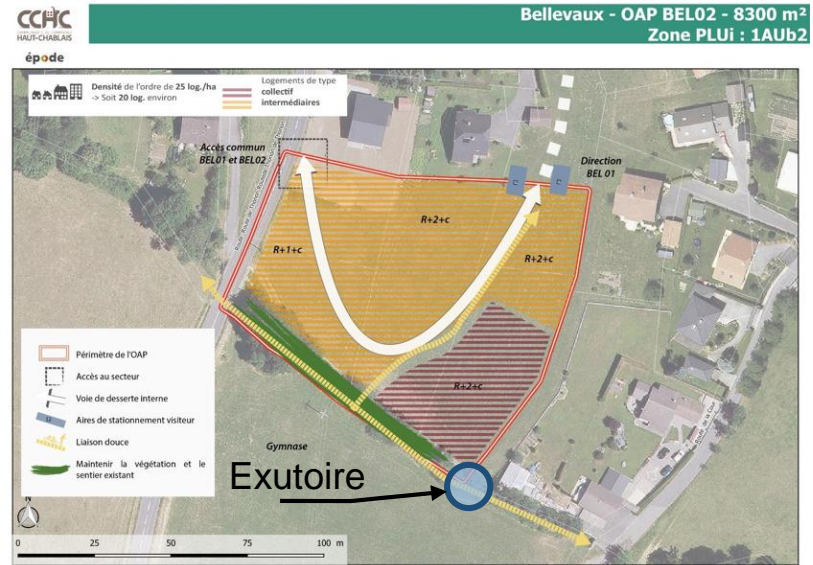 CCHC
HAUT-CHABLAIS
épode
Bellevaux - OAP BEL02 - 8300 m²
Zone PLUi : 1AUb2
Densité de l'ordre de 25 log./ha
-> Soit 20 log. environ
Logements de type
collectif
intermédiaires
Accès commun
BEL01 et BEL02
Direction
BEL 01
R+2+c
R+1+c
R+2+c
R+2+c
Périmètre de l'OAP
Accès au secteur
Voie de desserte interne
Aires de stationnement visiteur
Liaison douce
Maintenir la végétation et le
sentier existant
Gymnase
Exutoire
N
0 25 50 75 100 m